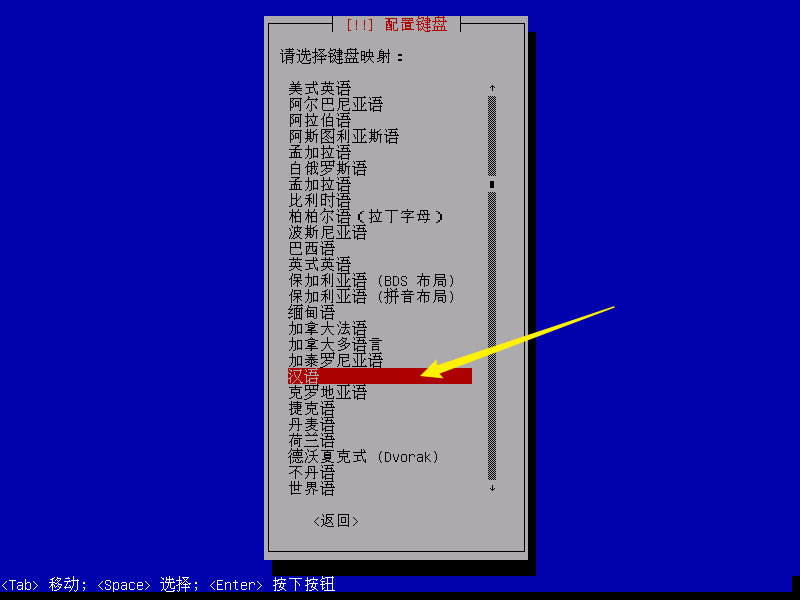 [!!] 配置键盘
请选择键盘映射：
美式英语
阿尔巴尼亚语
阿拉伯语
阿斯图利亚斯语
孟加拉语
白俄罗斯语
孟加拉语
比利时语
柏柏尔语(拉丁字母)
波斯尼亚语
巴西语
英式英语
保加利亚语 (BDS 布局)
保加利亚语 (拼音布局)
缅甸语
加拿大法语
加拿大多语言
加泰罗尼亚语
汉语
克罗地亚语
捷克语
丹麦语
荷兰语
德沃夏克式 (Dvorak)
不丹语
世界语
<返回>
<Tab> 移动; <Space> 选择; <Enter> 按下按钮